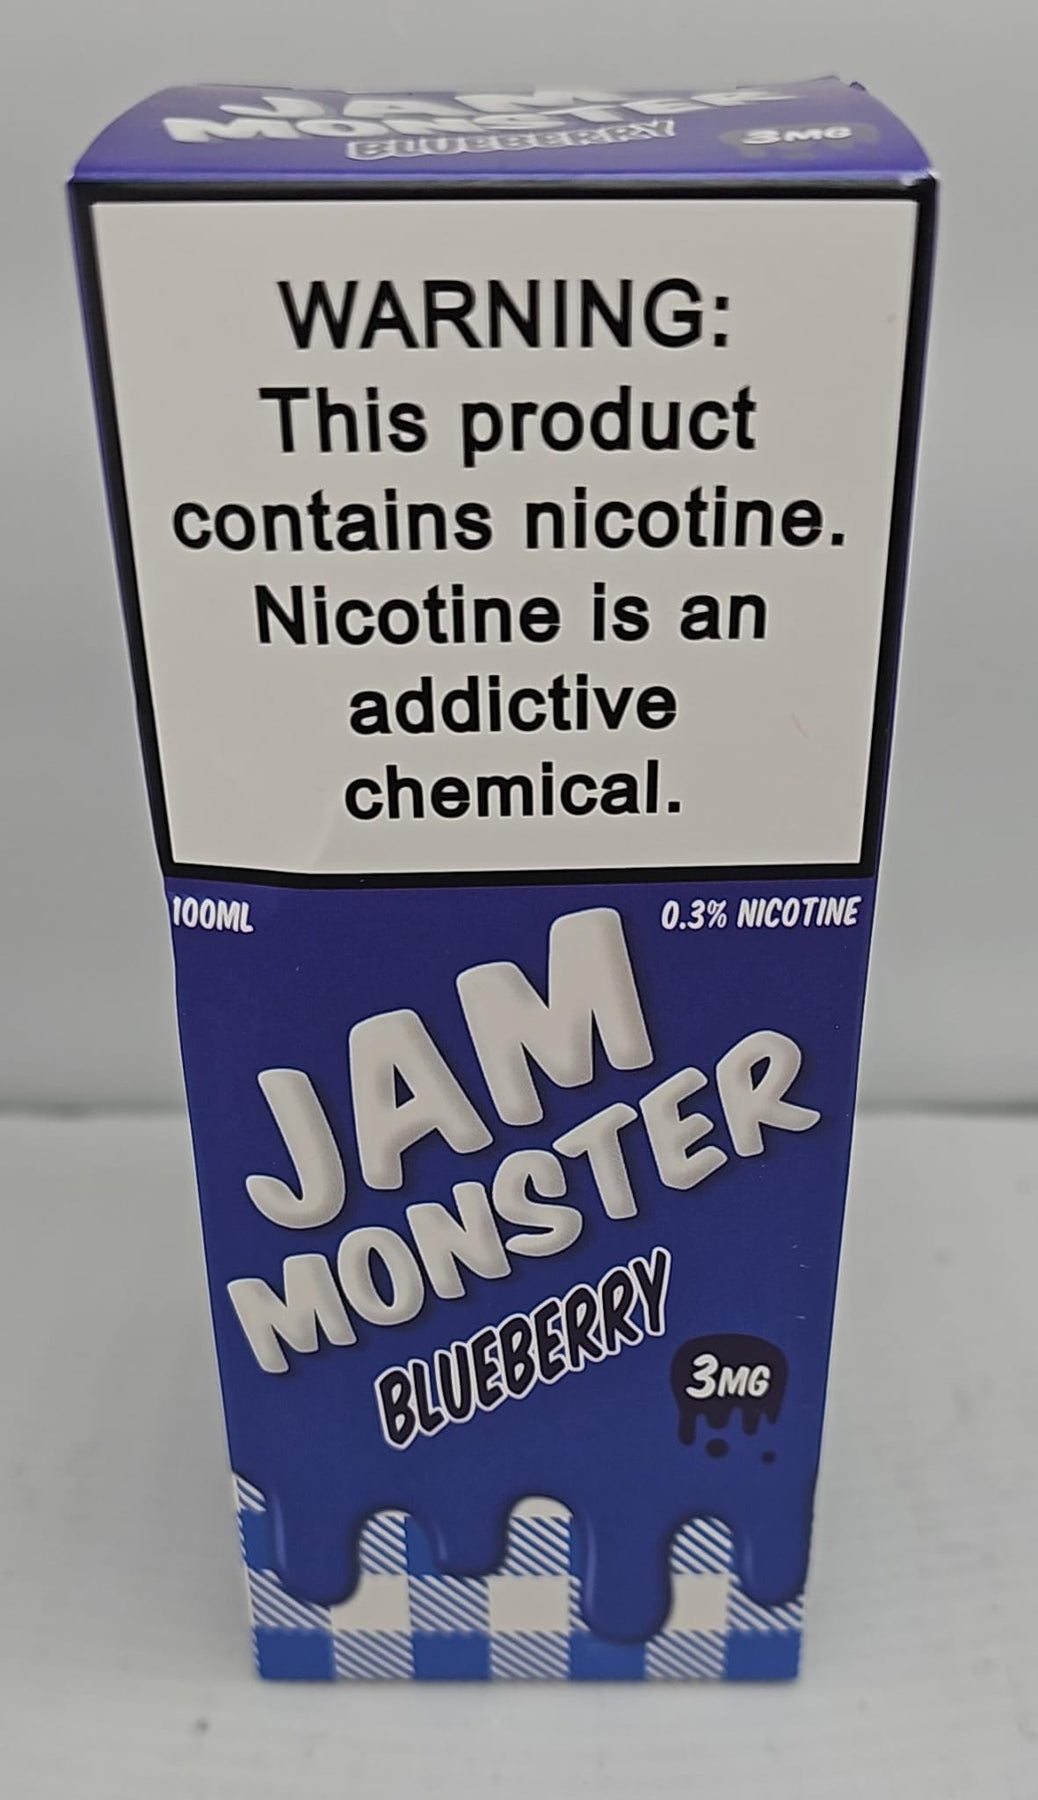 JAM
MONSTER
BLUEBERRY
3MG
WARNING:
This product
contains nicotine.
Nicotine is an
addictive
chemical.
100ML
0.3% NICOTINE
JAM
MONSTER
BLUEBERRY
3MG